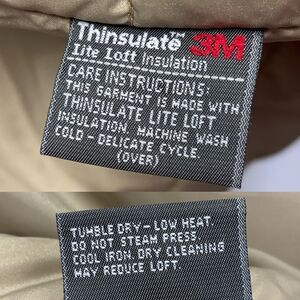 Thinsulate™ 3M
Lite Loft Insulation
CARE INSTRUCTIONS:
THIS GARMENT IS MADE WITH
THINSULATE LITE LOFT
INSULATION. MACHINE WASH
COLD - DELICATE CYCLE.
(OVER)
TUMBLE DRY- LOW HEAT.
DO NOT STEAM PRESS.
COOL IRON. DRY CLEANING
MAY REDUCE LOFT.